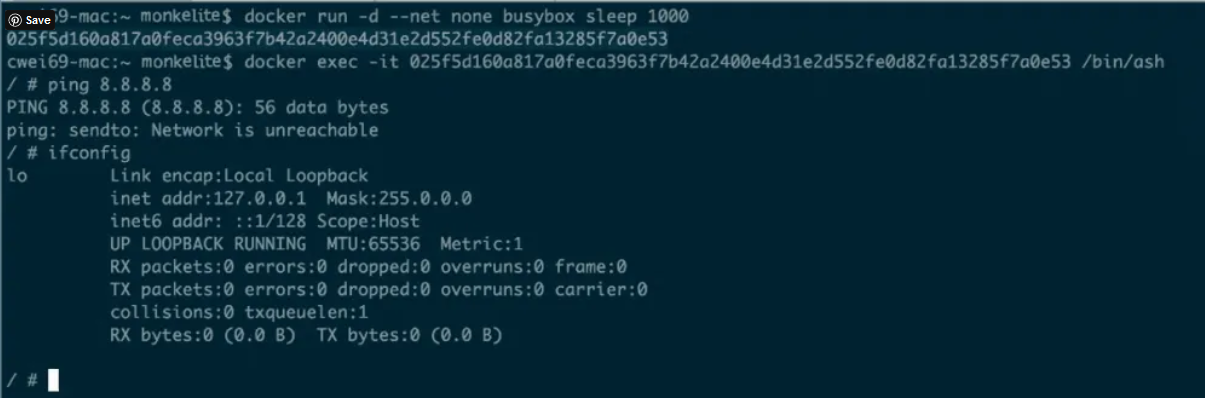 Save
69-mac:~ monkelite$ docker run -d --net none busybox sleep 1000
025f5d160a817a0feca3963f7b42a2400e4d31e2d552fe0d82fa13285f7a0e53
cwei69-mac:~ monkelite$ docker exec -it 025f5d160a817a0feca3963f7b42a2400e4d31e2d552fe0d82fa13285f7a0e53 /bin/ash
/ # ping 8.8.8.8
PING 8.8.8.8 (8.8.8.8): 56 data bytes
ping: sendto: Network is unreachable
/ # ifconfig
lo        Link encap:Local Loopback
          inet addr:127.0.0.1  Mask:255.0.0.0
          inet6 addr: ::1/128 Scope:Host
          UP LOOPBACK RUNNING  MTU:65536  Metric:1
          RX packets:0 errors:0 dropped:0 overruns:0 frame:0
          TX packets:0 errors:0 dropped:0 overruns:0 carrier:0
          collisions:0 txqueuelen:1
          RX bytes:0 (0.0 B)  TX bytes:0 (0.0 B)
/ #